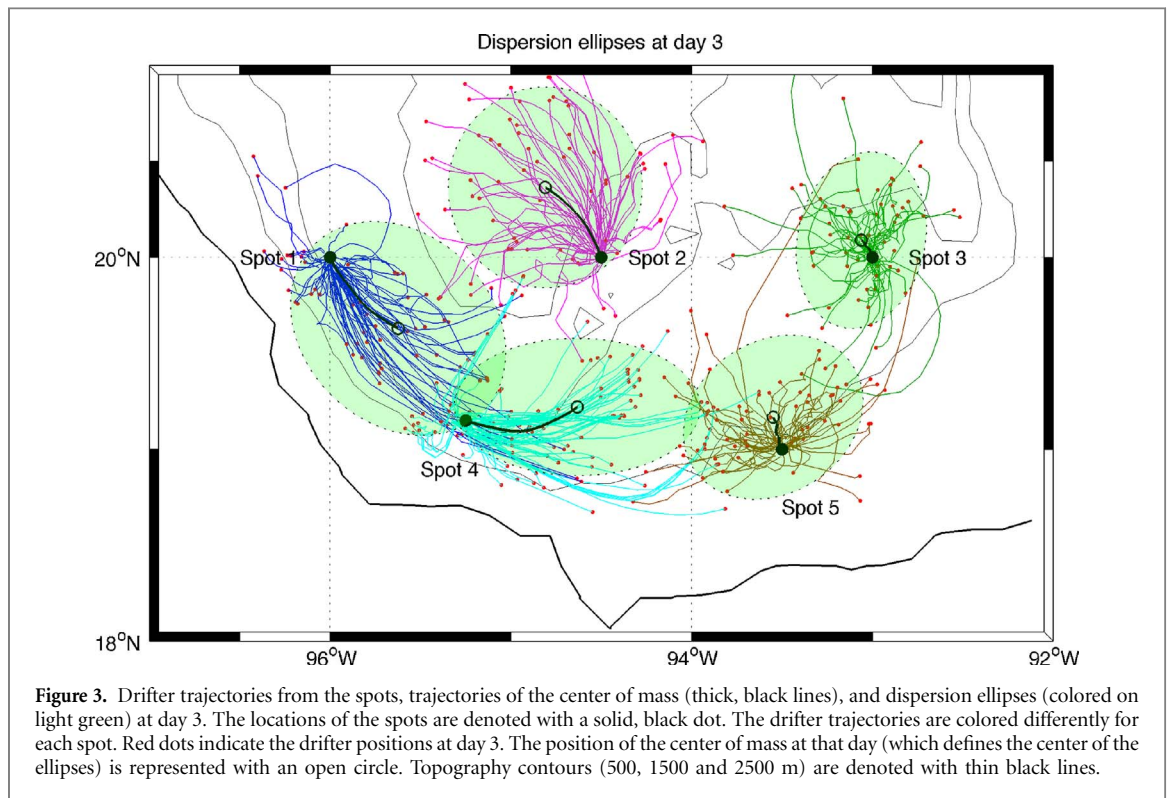 Dispersion ellipses at day 3
Spot 1
20°N
Spot 2
Spot 3
Spot 4
Spot 5
18°N
96°W
94°W
92°W
Figure 3. Drifter trajectories from the spots, trajectories of the center of mass (thick, black lines), and dispersion ellipses (colored on
light green) at day 3. The locations of the spots are denoted with a solid, black dot. The drifter trajectories are colored differently for
each spot. Red dots indicate the drifter positions at day 3. The position of the center of mass at that day (which defines the center of the
ellipses) is represented with an open circle. Topography contours (500, 1500 and 2500 m) are denoted with thin black lines.